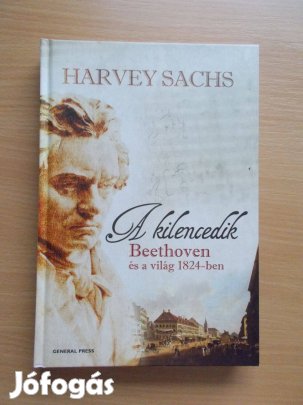 HARVEY SACHS
A kilencedik
Beethoven
és a világ 1824-ben
GENERAL PRESS
Jófogás